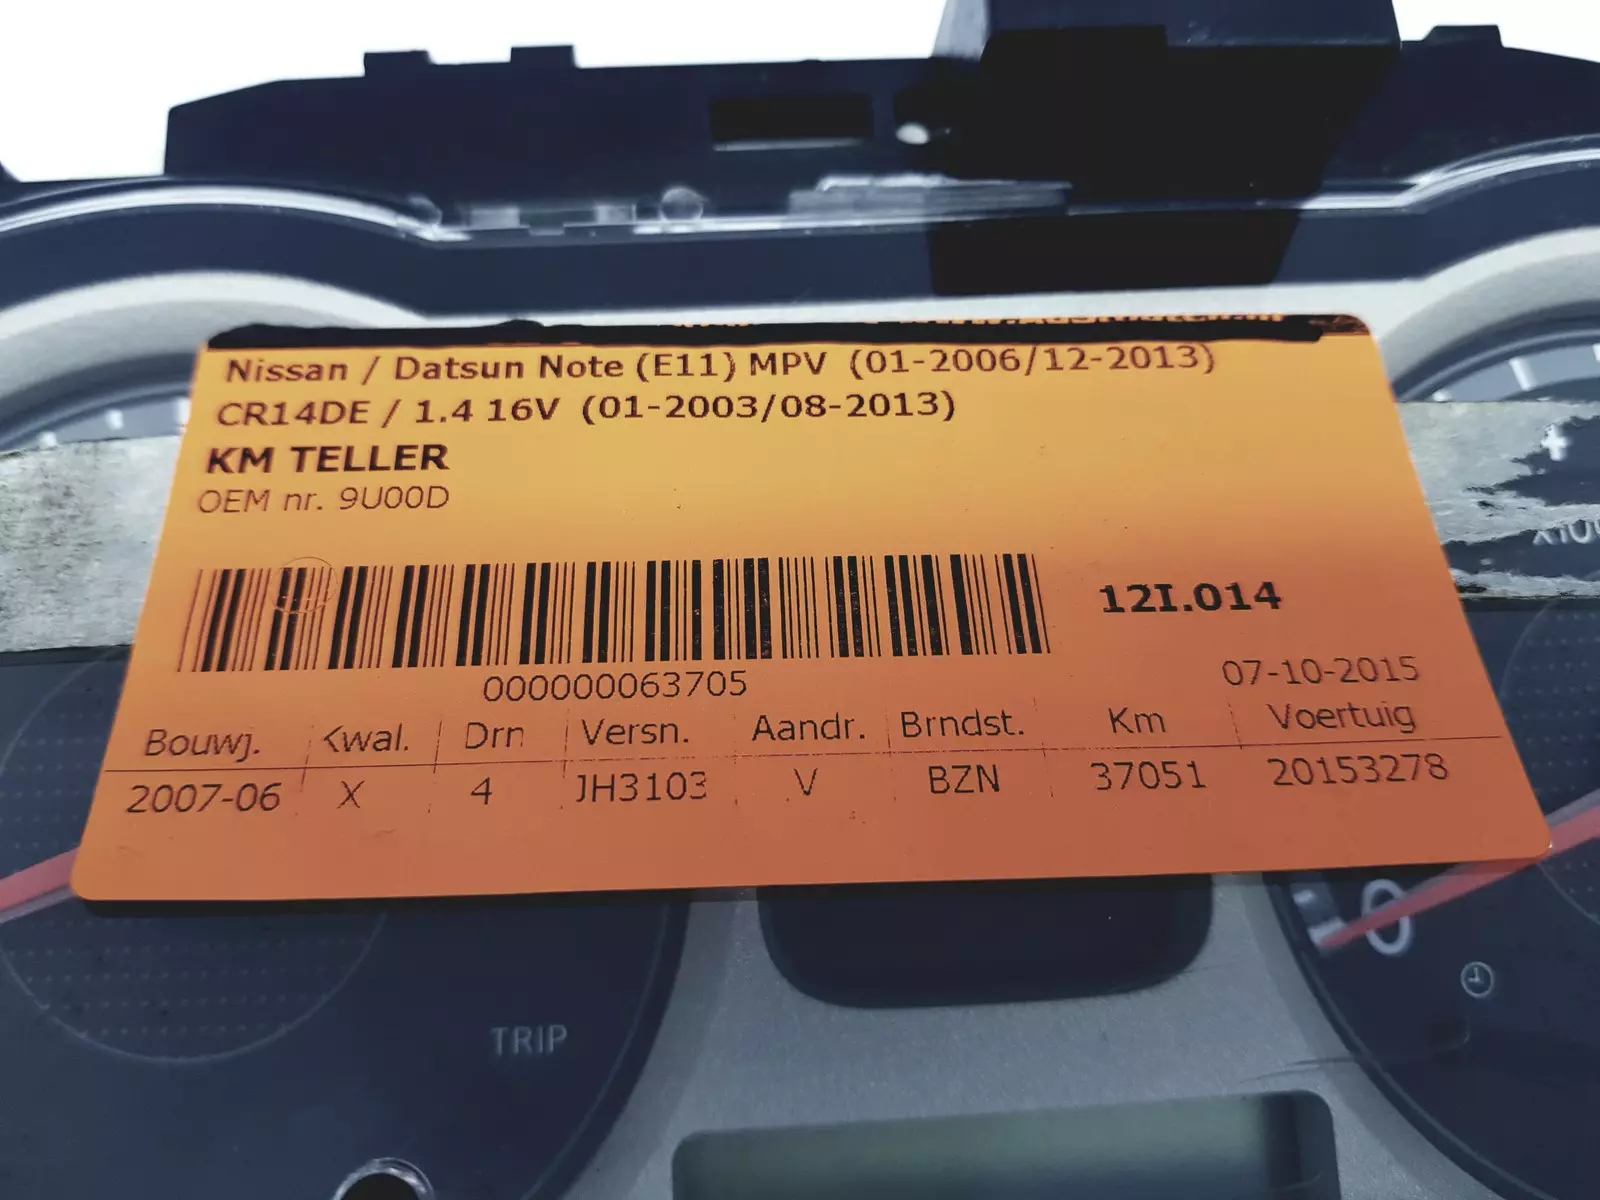 Nissan / Datsun Note (E11) MPV (01-2006/12-2013)
CR14DE / 1.4 16V (01-2003/08-2013)
KM TELLER
OEM nr. 9U00D
12I.014
000000063705
07-10-2015
Bouwj. Kwal. Drn Versn. Aandr. Brndst. Km Voertuig
2007-06 X 4 JH3103 V BZN 37051 20153278
0
TRIP